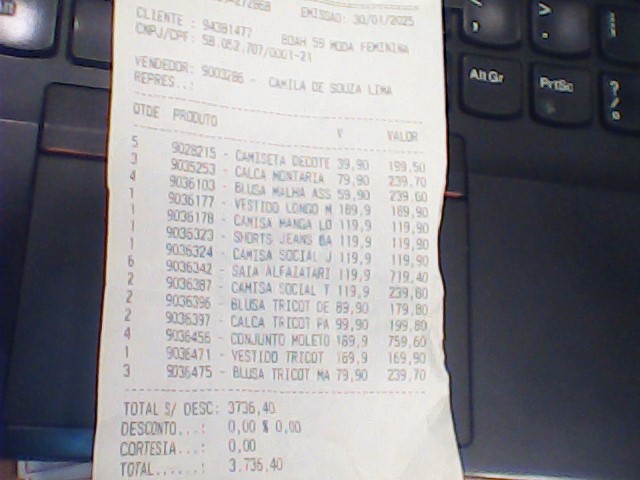 EMISSAO: 30/01/2025
CLIENTE : 94381477 BOAH 59 MODA FEMININA
CNPJ/CPF: 58.052.707/0001-21
VENDEDOR: 9003786 - CAMILA DE SOUZA LIMA
REPRES..:
QTDE PRODUTO V VALOR
5 9028215 - CAMISETA DECOTE 39,90 199,50
3 9035253 - CALCA MONTARIA 79,90 239,70
4 9036103 - BLUSA MALHA ASS 59,90 239,60
1 9036177 - VESTIDO LONGO M 189,9 189,90
1 9036178 - CAMISA MANGA LO 119,9 119,90
1 9036323 - SHORTS JEANS BA 119,9 119,90
1 9036324 - CAMISA SOCIAL J 119,9 119,90
6 9036342 - SAIA ALFAIATARI 119,9 719,40
2 9036387 - CAMISA SOCIAL T 119,9 239,80
2 9036396 - BLUSA TRICOT DE 89,90 179,80
2 9036397 - CALCA TRICOT PA 99,90 199,80
4 9036456 - CONJUNTO MOLETO 189,9 759,60
1 9036471 - VESTIDO TRICOT 169,9 169,90
3 9036475 - BLUSA TRICOT MA 79,90 239,70
TOTAL S/ DESC: 3736,40
DESCONTO...: 0,00 % 0,00
CORTESIA...: 0,00
TOTAL......: 3.736,40
Alt Gr
PrtSc